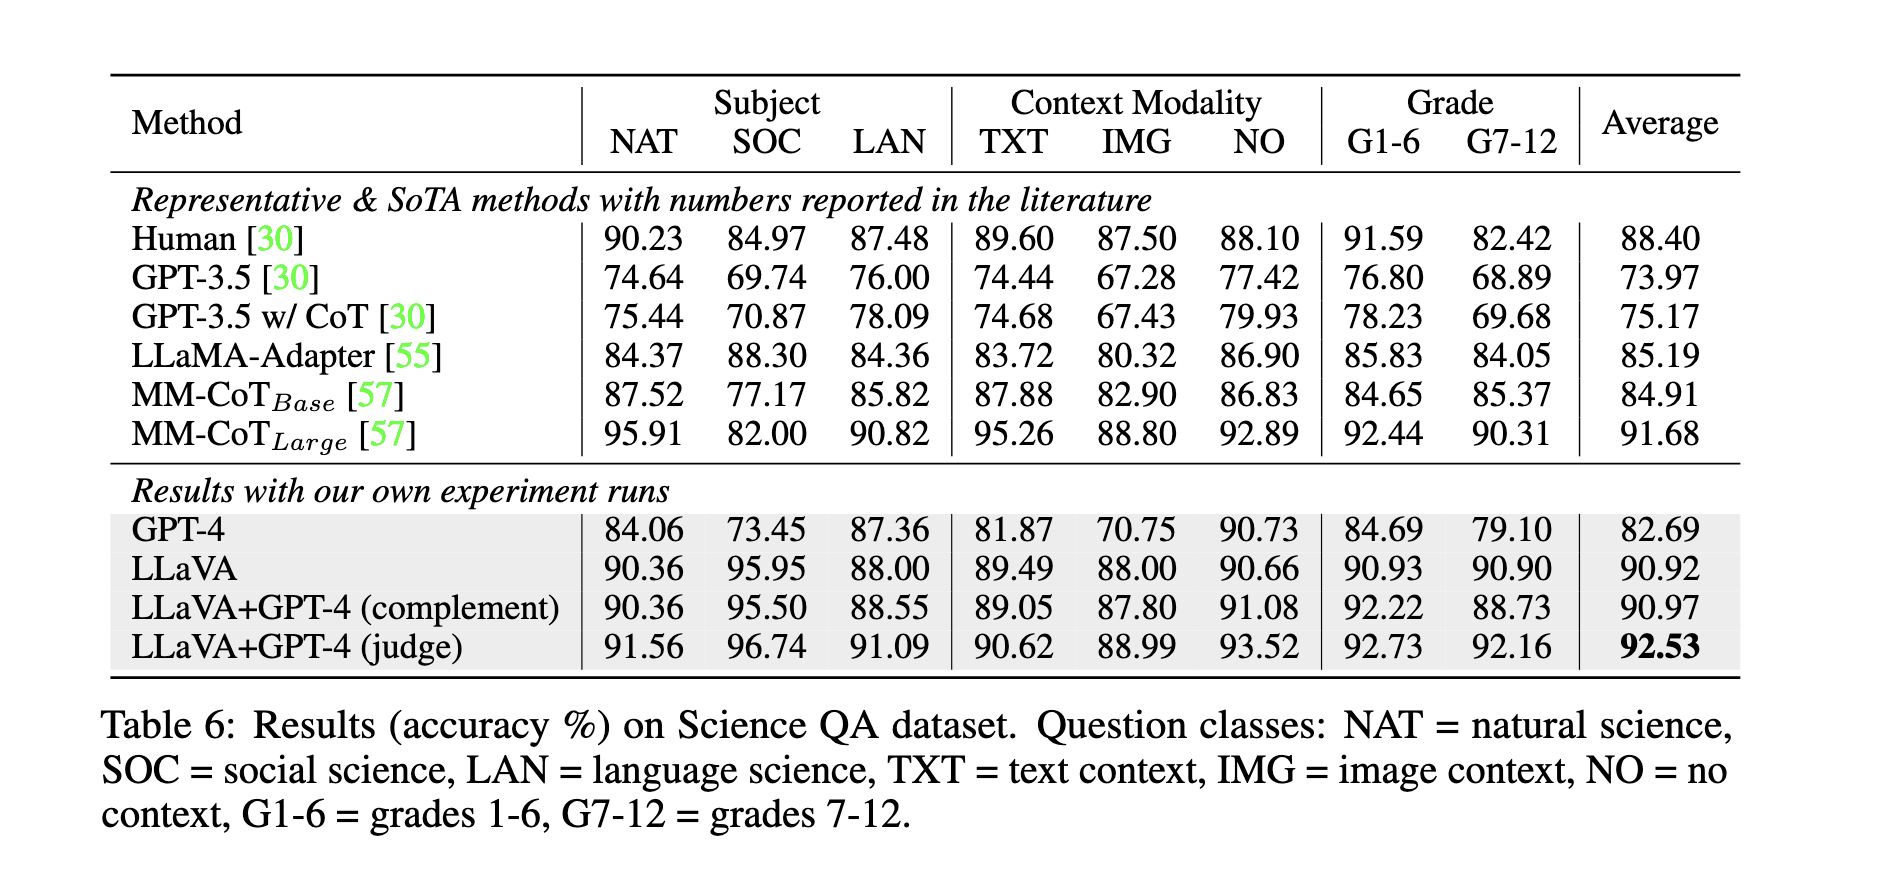 Method Subject Context Modality Grade Average
NAT SOC LAN TXT IMG NO G1-6 G7-12
Representative & SoTA methods with numbers reported in the literature
Human [30] 90.23 84.97 87.48 89.60 87.50 88.10 91.59 82.42 88.40
GPT-3.5 [30] 74.64 69.74 76.00 74.44 67.28 77.42 76.80 68.89 73.97
GPT-3.5 w/ CoT [30] 75.44 70.87 78.09 74.68 67.43 79.93 78.23 69.68 75.17
LLaMA-Adapter [55] 84.37 88.30 84.36 83.72 80.32 86.90 85.83 84.05 85.19
MM-CoT Base [57] 87.52 77.17 85.82 87.88 82.90 86.83 84.65 85.37 84.91
MM-CoT Large [57] 95.91 82.00 90.82 95.26 88.80 92.89 92.44 90.31 91.68
Results with our own experiment runs
GPT-4 84.06 73.45 87.36 81.87 70.75 90.73 84.69 79.10 82.69
LLaVA 90.36 95.95 88.00 89.49 88.00 90.66 90.93 90.90 90.92
LLaVA+GPT-4 (complement) 90.36 95.50 88.55 89.05 87.80 91.08 92.22 88.73 90.97
LLaVA+GPT-4 (judge) 91.56 96.74 91.09 90.62 88.99 93.52 92.73 92.16 92.53
Table 6: Results (accuracy %) on Science QA dataset. Question classes: NAT = natural science,
SOC = social science, LAN = language science, TXT = text context, IMG = image context, NO = no
context, G1-6 = grades 1-6, G7-12 = grades 7-12.